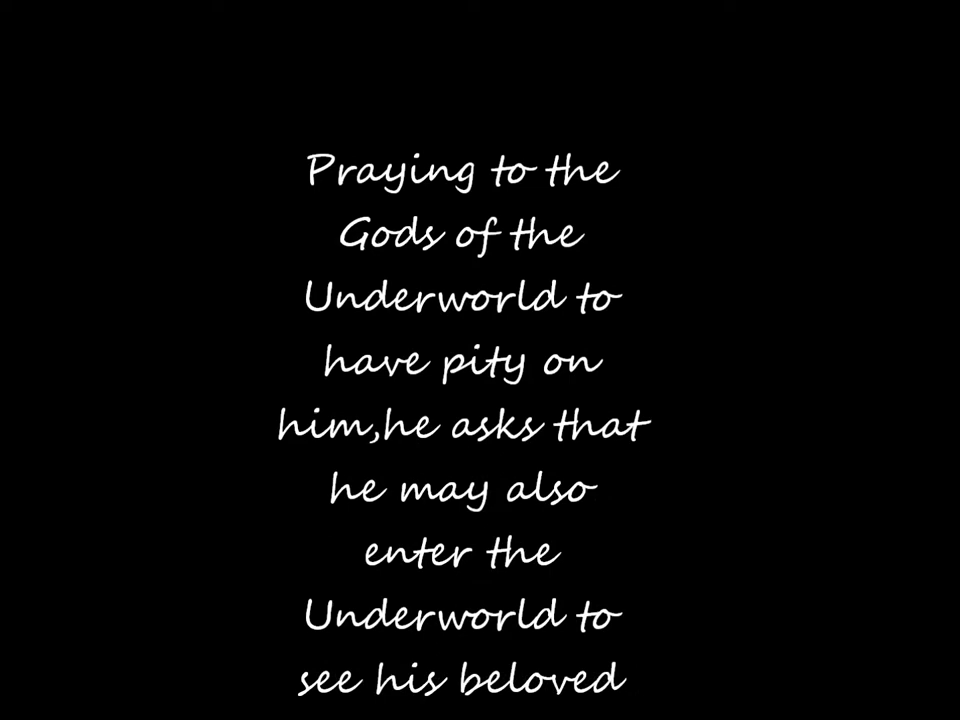 Praying to the
Gods of the
Underworld to
have pity on
him,he asks that
he may also
enter the
Underworld to
see his beloved